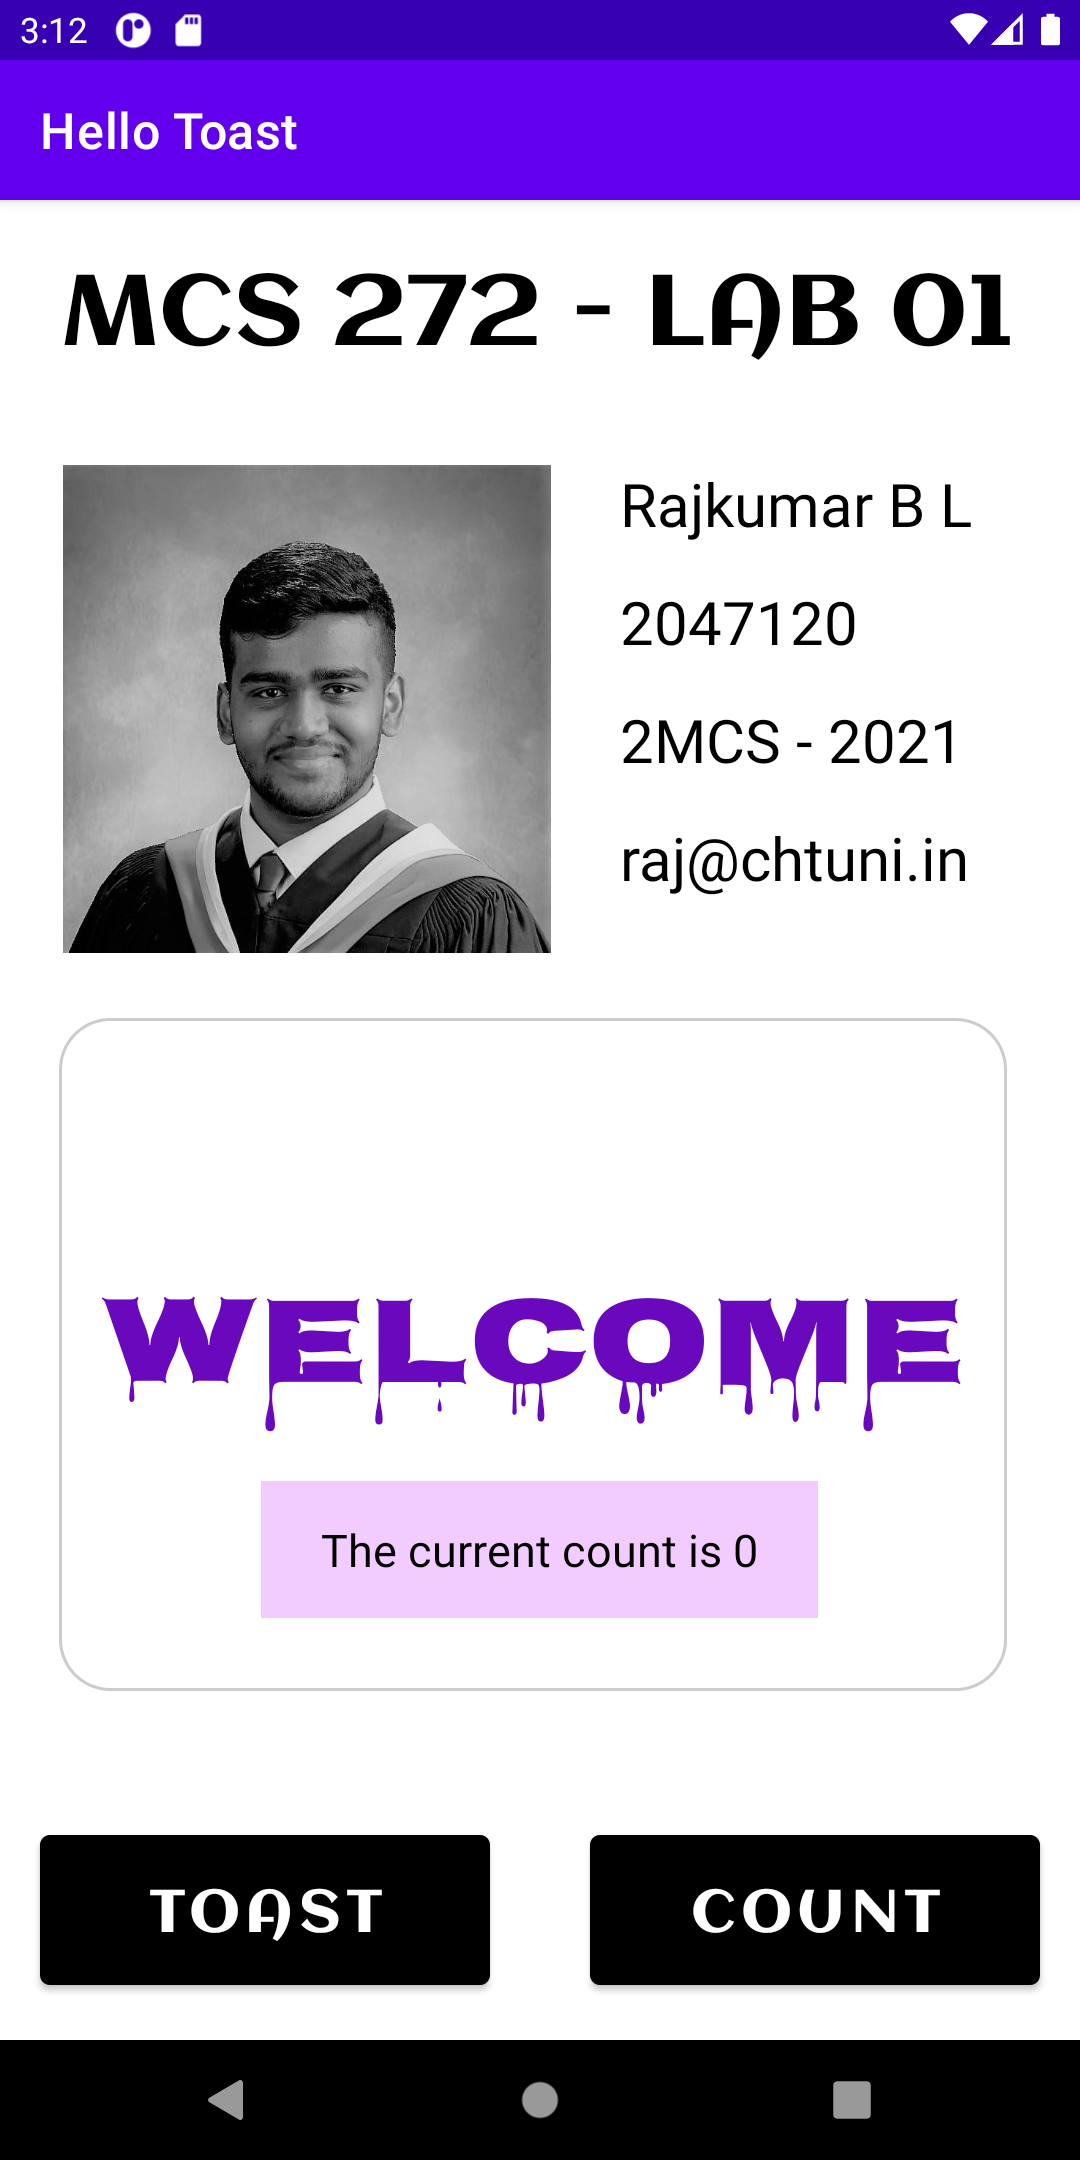 3:12
Hello Toast
MCS 272 - LAB 01
Rajkumar B L
2047120
2MCS - 2021
raj@chtuni.in
WELCOME
The current count is 0
TOAST
COUNT